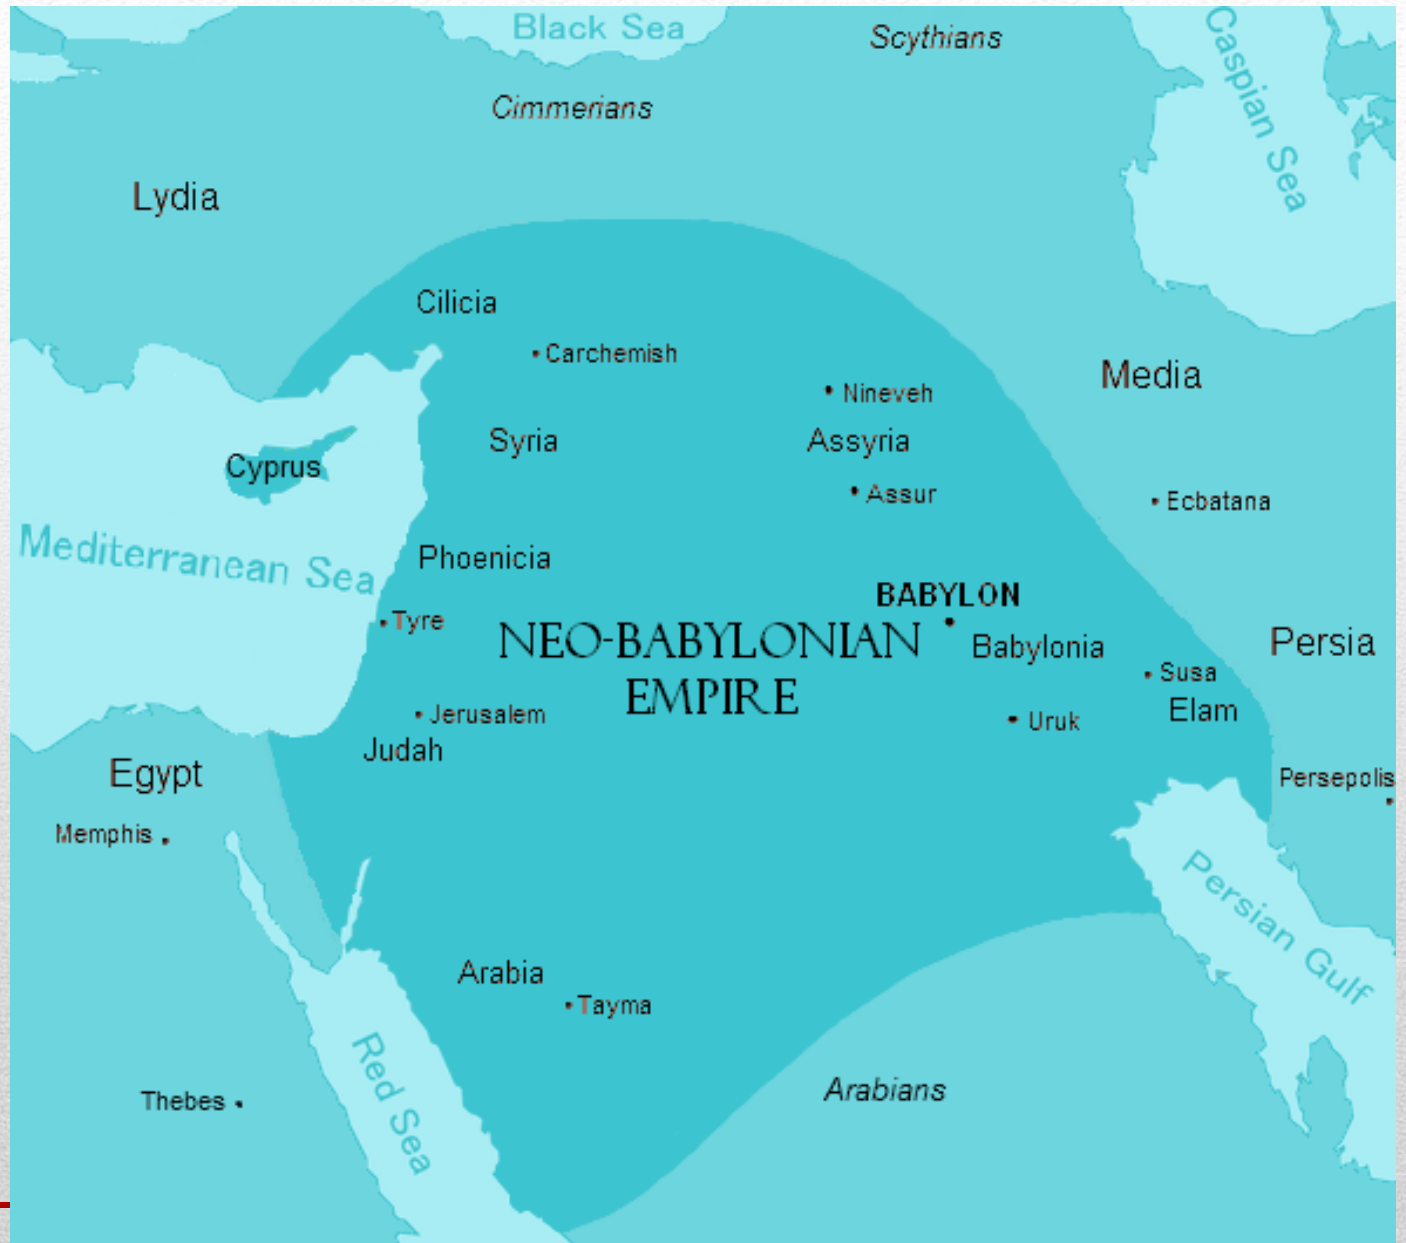 Black Sea
Scythians
Caspian Sea
Cimmerians
Lydia
Cilicia
Carchemish
Media
Nineveh
Syria
Assyria
Cyprus
Assur
Ecbatana
Mediterranean Sea
Phoenicia
BABYLON
Tyre
NEO-BABYLONIAN
EMPIRE
Babylonia
Persia
Susa
Elam
Jerusalem
Uruk
Judah
Egypt
Persepolis
Memphis
Persian Gulf
Arabia
Tayma
Red Sea
Arabians
Thebes